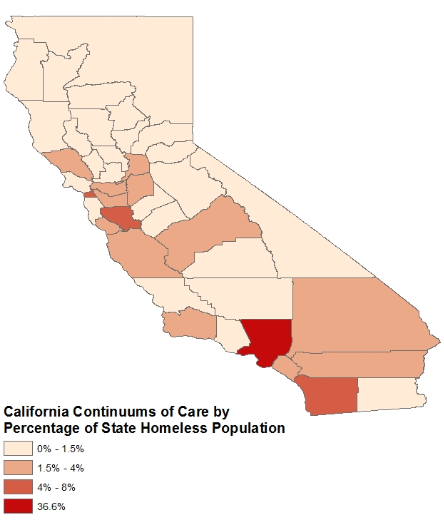 California Continuums of Care by
Percentage of State Homeless Population
0% - 1.5%
1.5% - 4%
4% - 8%
36.6%